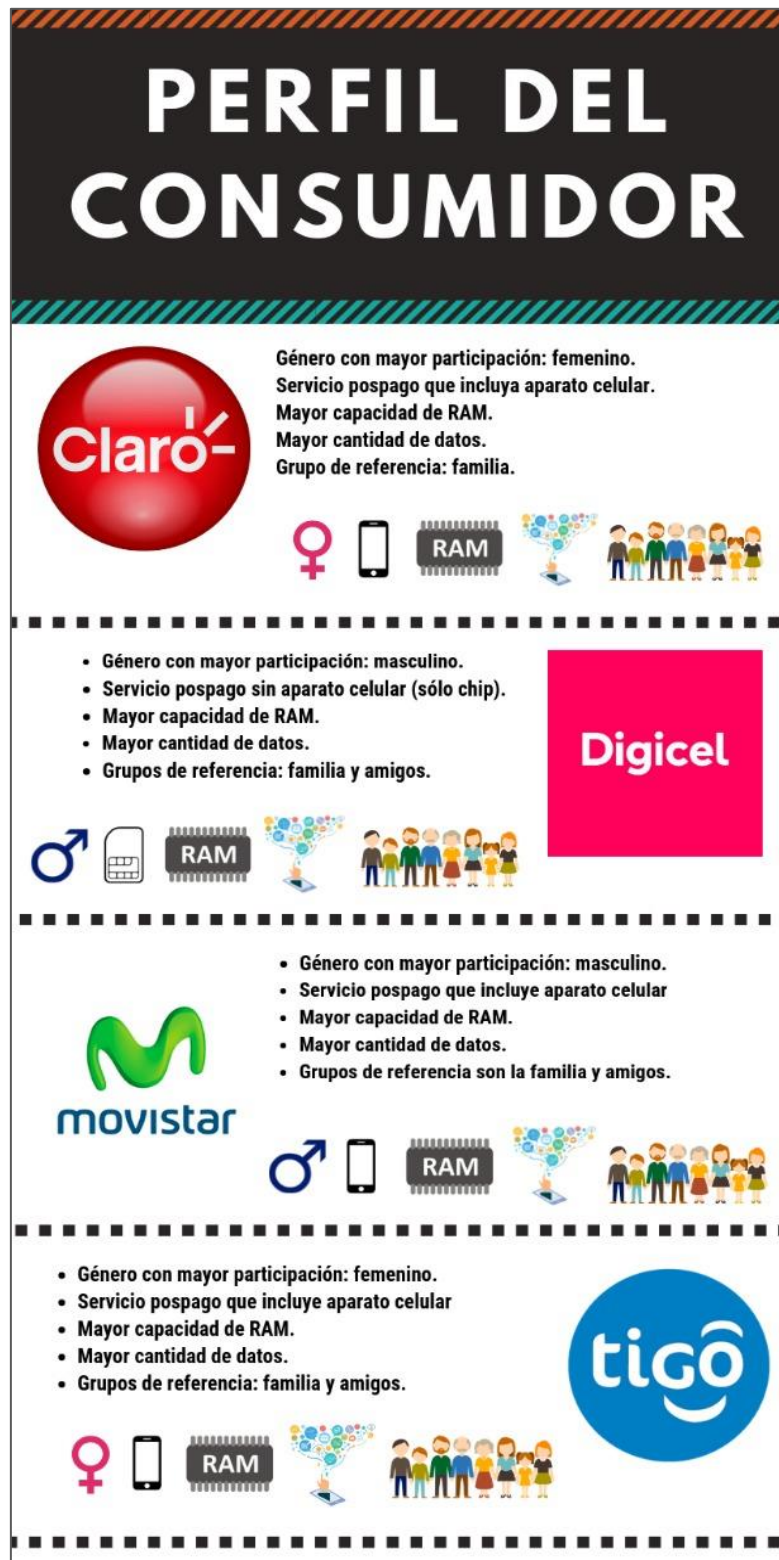 PERFIL DEL
CONSUMIDOR
Claro
Género con mayor participación: femenino.
Servicio pospago que incluya aparato celular.
Mayor capacidad de RAM.
Mayor cantidad de datos.
Grupo de referencia: familia.
RAM
• Género con mayor participación: masculino.
• Servicio pospago sin aparato celular (sólo chip).
• Mayor capacidad de RAM.
• Mayor cantidad de datos.
• Grupos de referencia: familia y amigos.
Digicel
RAM
• Género con mayor participación: masculino.
• Servicio pospago que incluye aparato celular
• Mayor capacidad de RAM.
• Mayor cantidad de datos.
• Grupos de referencia son la familia y amigos.
movistar
RAM
• Género con mayor participación: femenino.
• Servicio pospago que incluye aparato celular
• Mayor capacidad de RAM.
• Mayor cantidad de datos.
• Grupos de referencia: familia y amigos.
tigô
RAM